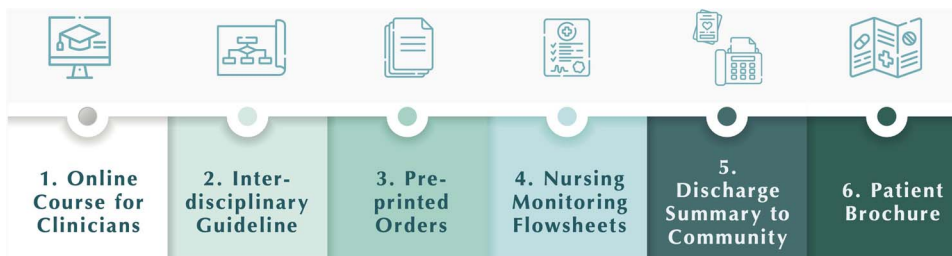 1. Online
Course for
Clinicians
2. Inter-
disciplinary
Guideline
3. Pre-
printed
Orders
4. Nursing
Monitoring
Flowsheets
5.
Discharge
Summary to
Community
6. Patient
Brochure